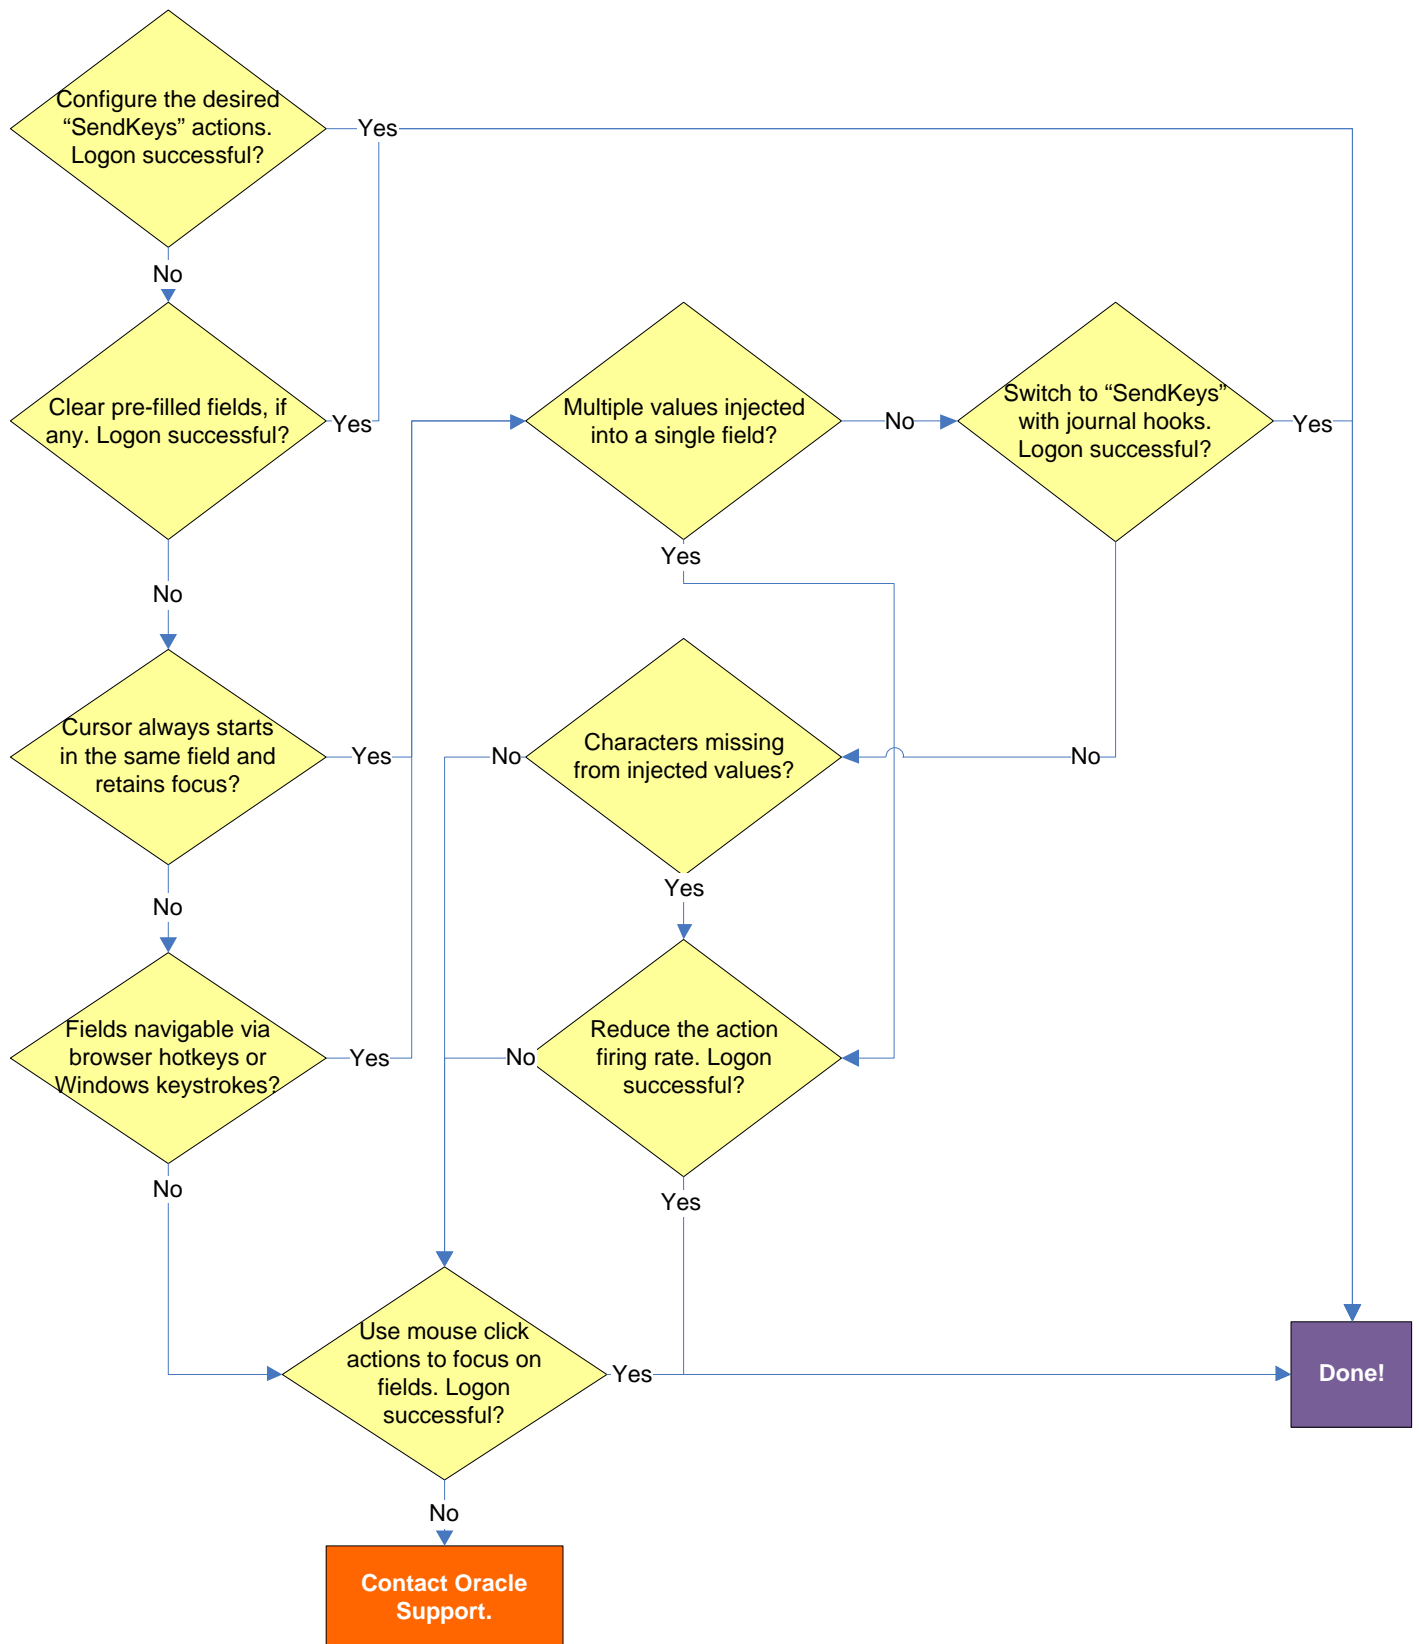 Configure the desired
“SendKeys” actions.
Logon successful?
Yes
No
Clear pre-filled fields, if
any. Logon successful?
Yes
Multiple values injected
into a single field?
No
Switch to “SendKeys”
with journal hooks.
Logon successful?
Yes
Yes
No
Cursor always starts
in the same field and
retains focus?
Yes
No
Characters missing
from injected values?
No
Yes
No
Fields navigable via
browser hotkeys or
Windows keystrokes?
Yes
No
Reduce the action
firing rate. Logon
successful?
No
Yes
Use mouse click
actions to focus on
fields. Logon
successful?
Yes
Done!
No
Contact Oracle
Support.